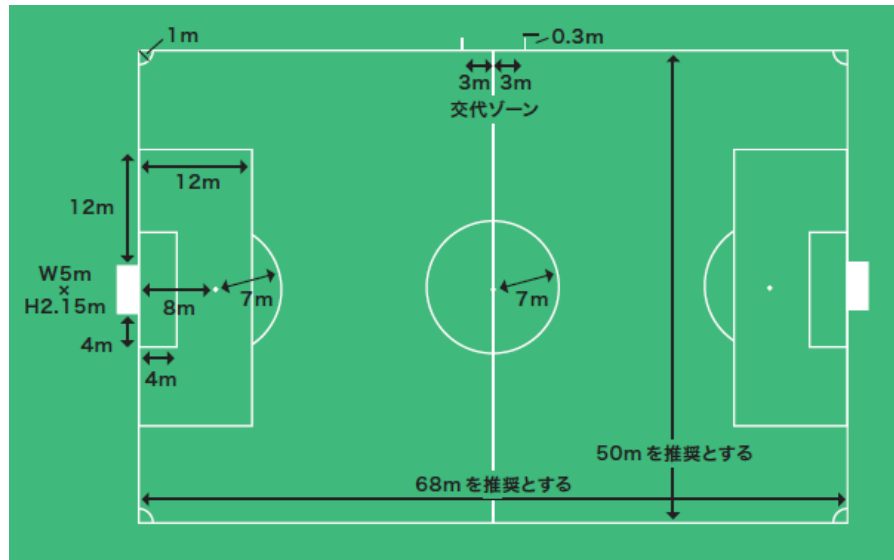 1m
0.3m
3m 3m
交代ゾーン
12m
12m
W5m
×
H2.15m
8m
7m
7m
4m
4m
50mを推奨とする
68mを推奨とする